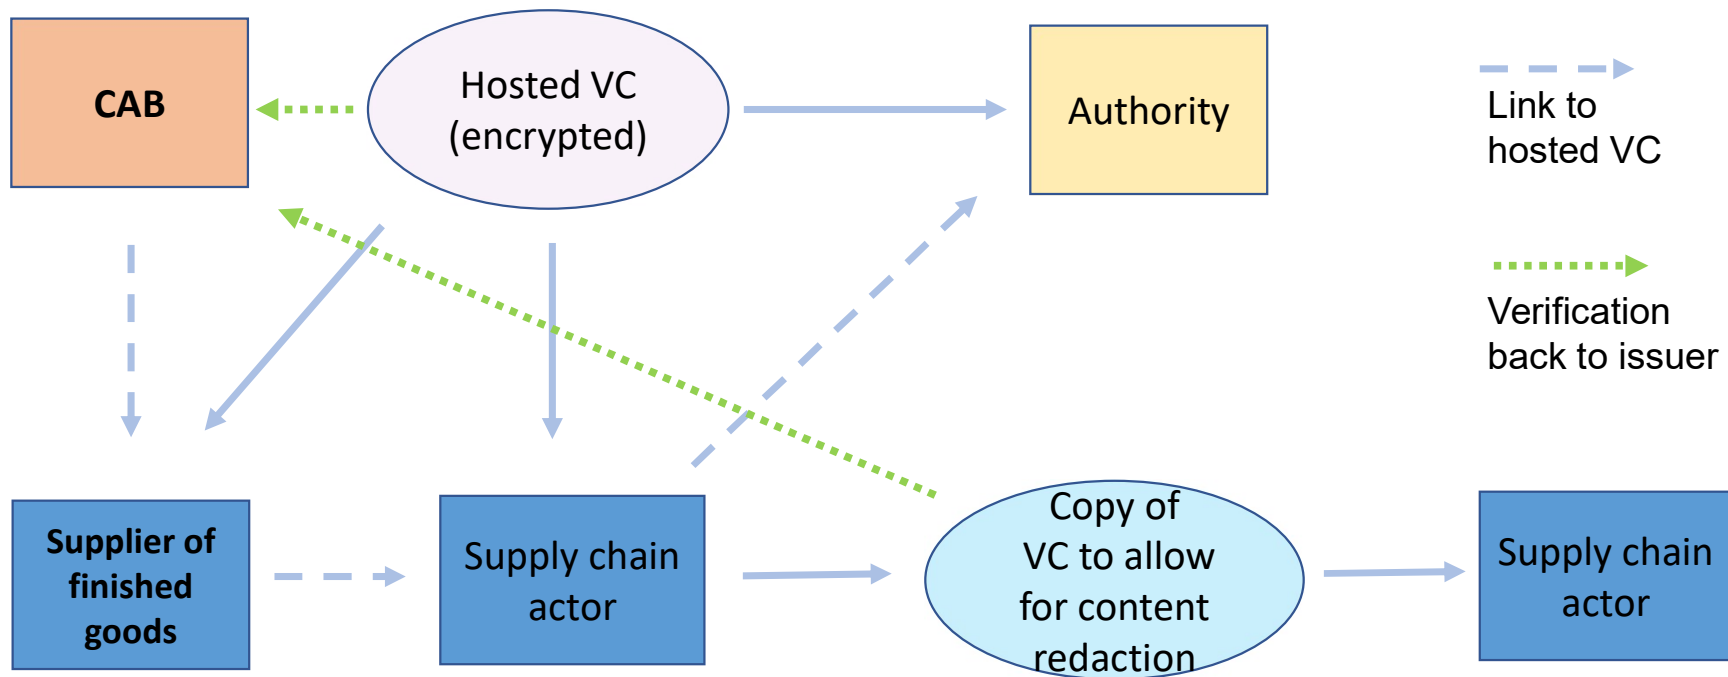 CAB
Hosted VC
(encrypted)
Authority
Link to
hosted VC
Verification
back to issuer
Supplier of
finished
goods
Supply chain
actor
Copy of
VC to allow
for content
redaction
Supply chain
actor